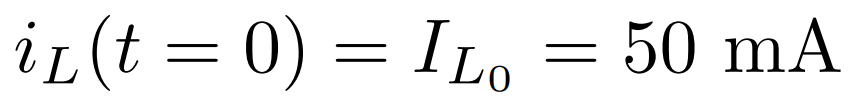 i_L(t = 0) = I_{L_0} = 50 mA